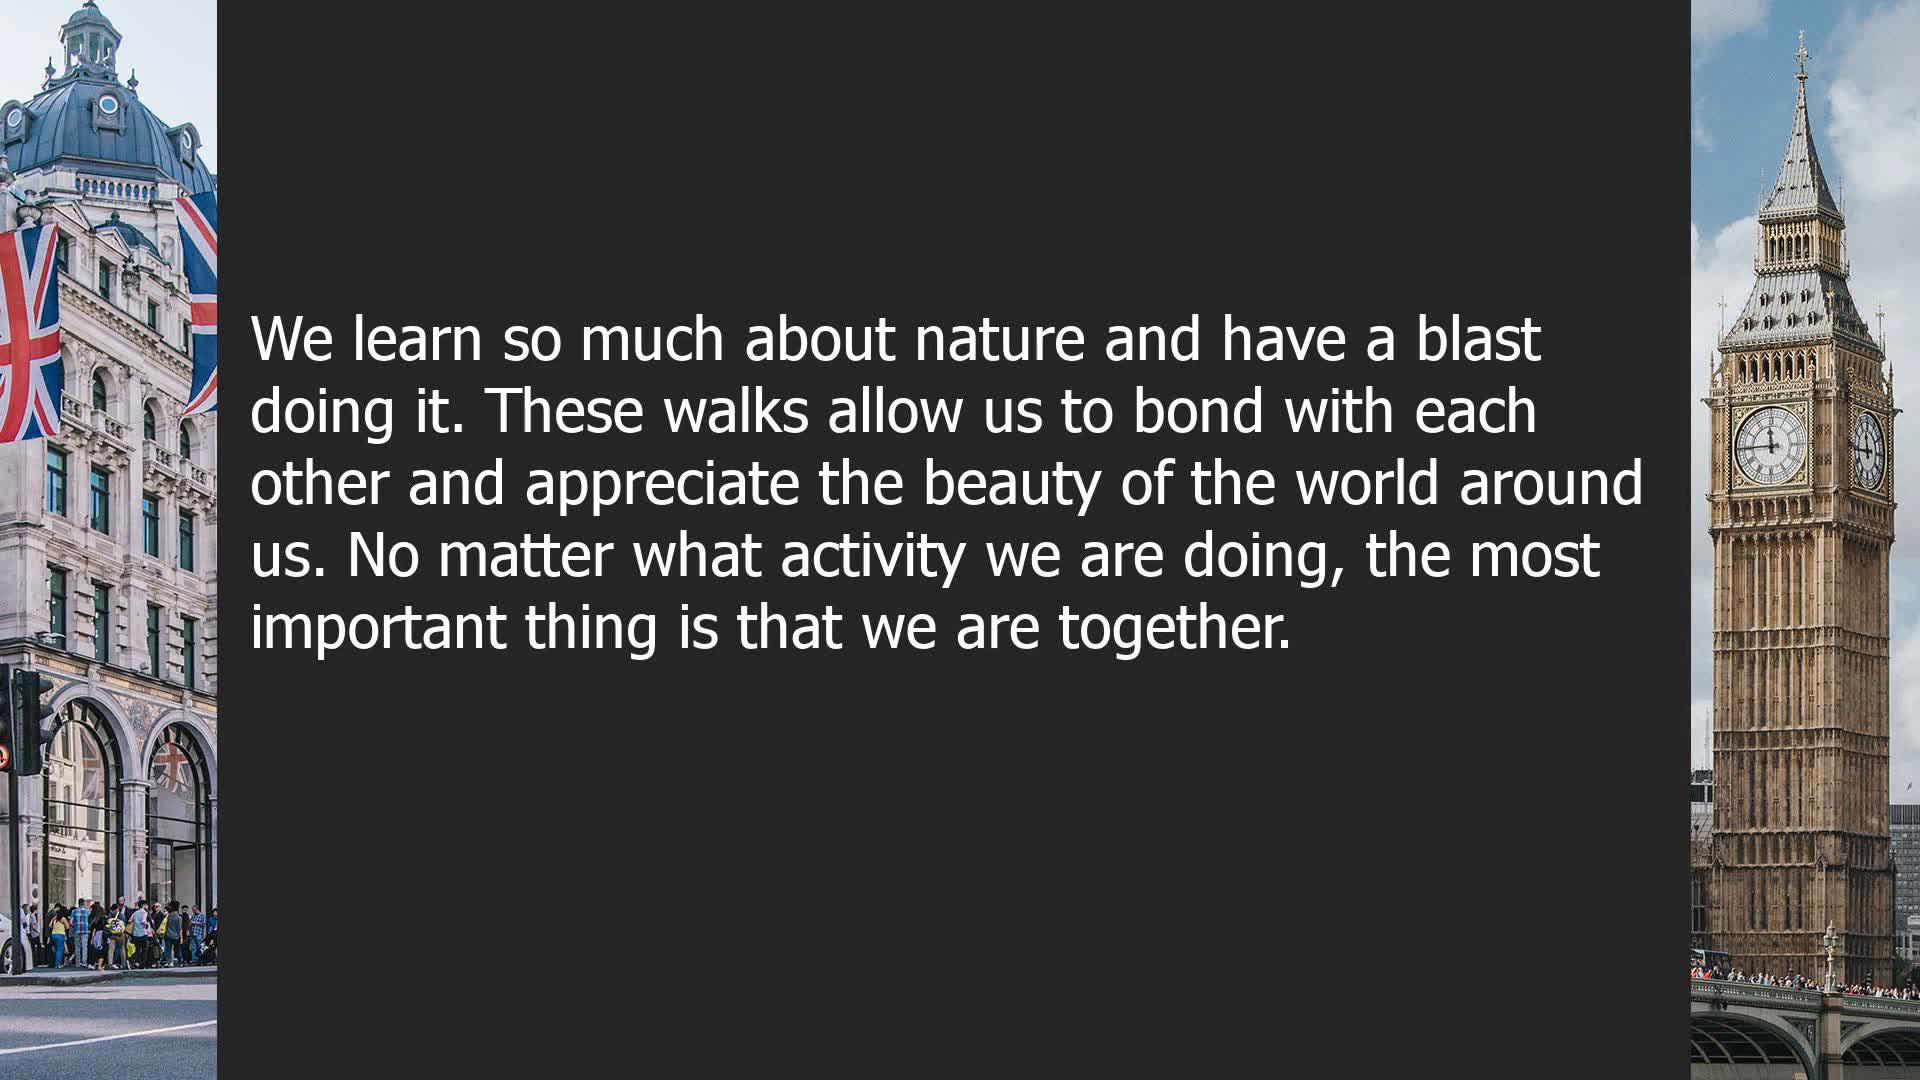 We learn so much about nature and have a blast
doing it. These walks allow us to bond with each
other and appreciate the beauty of the world around
us. No matter what activity we are doing, the most
important thing is that we are together.